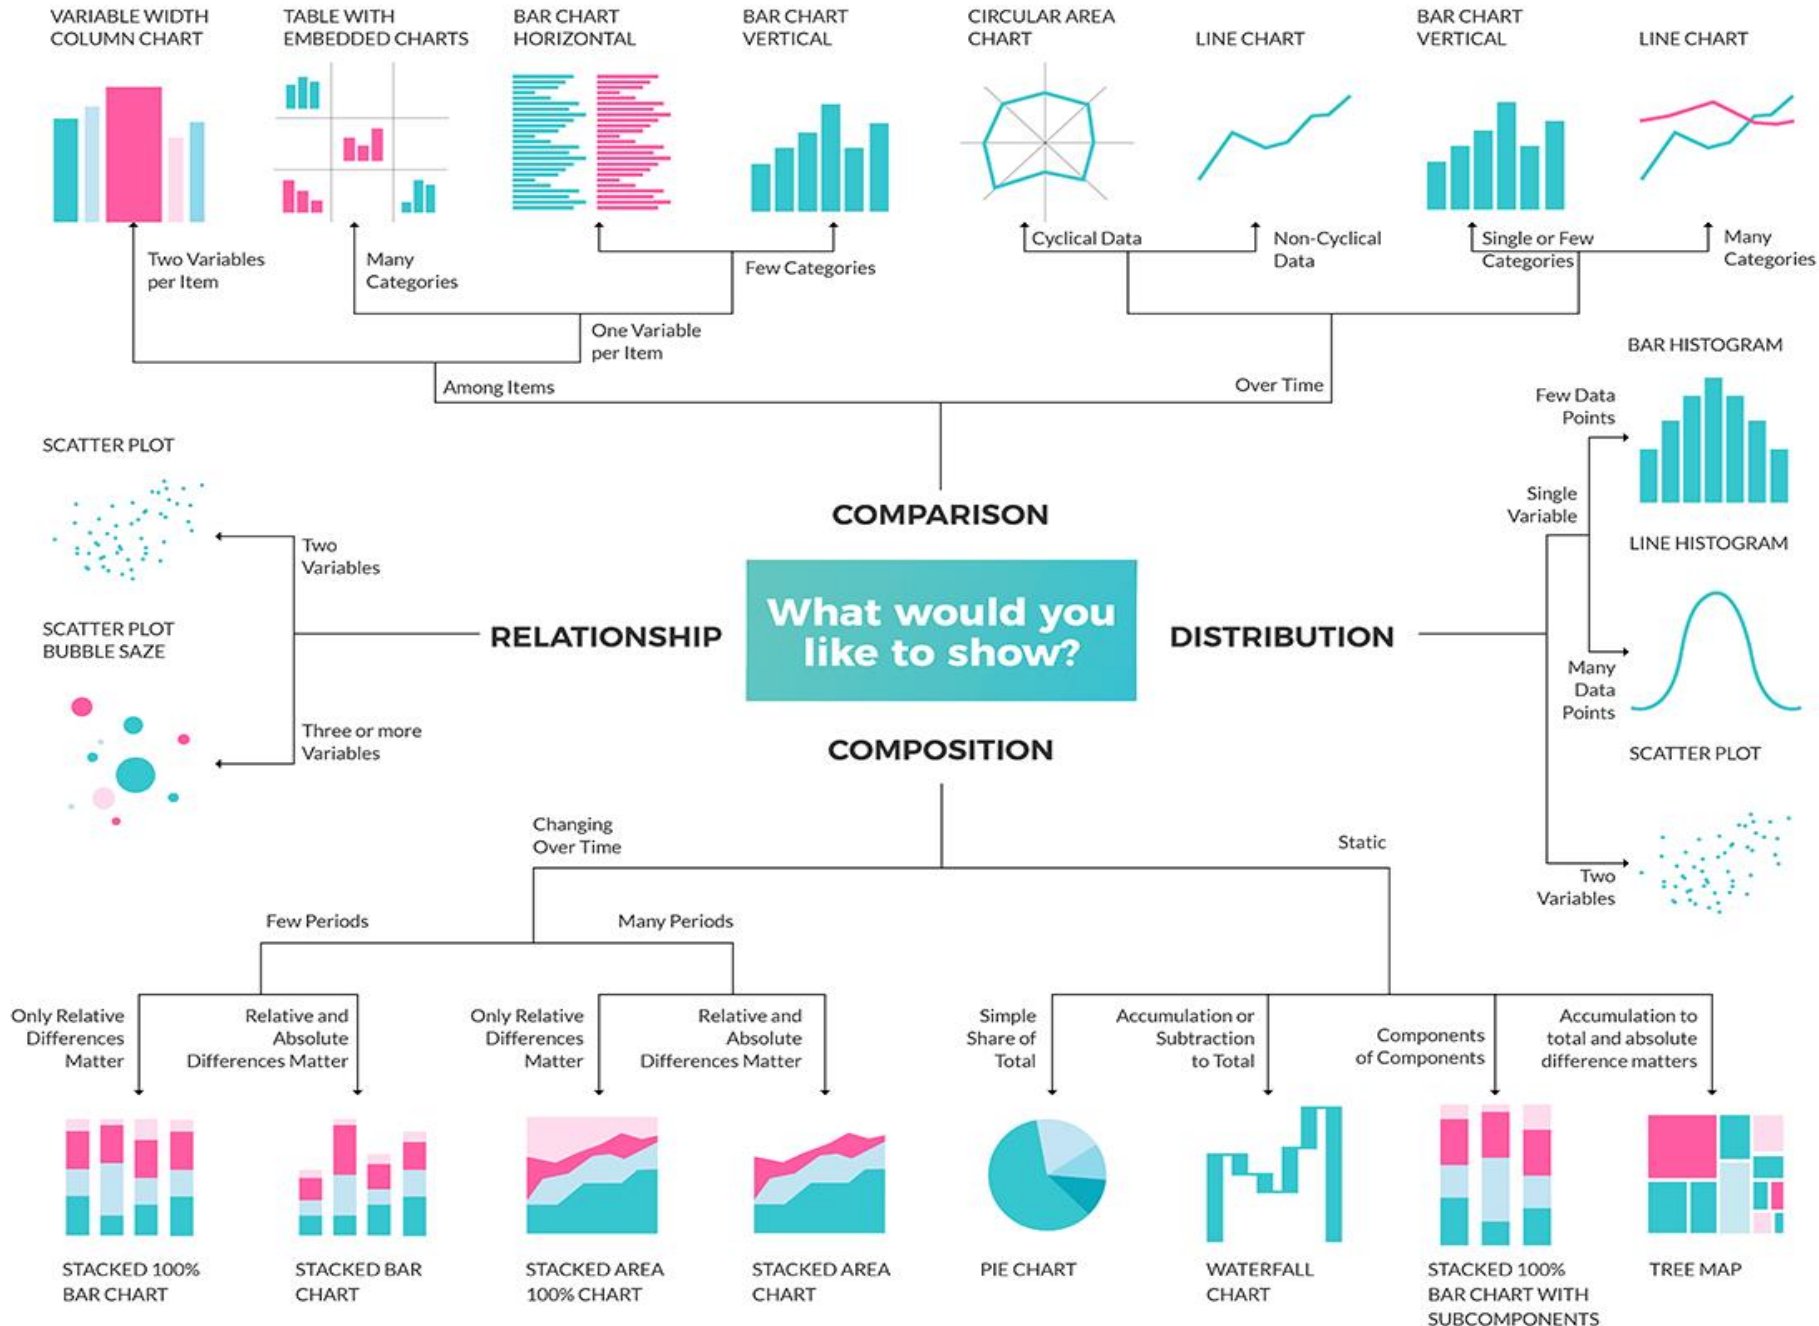 VARIABLE WIDTH
COLUMN CHART
TABLE WITH
EMBEDDED CHARTS
BAR CHART
HORIZONTAL
BAR CHART
VERTICAL
CIRCULAR AREA
CHART
LINE CHART
BAR CHART
VERTICAL
LINE CHART
Two Variables
per Item
Many
Categories
Few Categories
Cyclical Data
Non-Cyclical
Data
Single or Few
Categories
Many
Categories
One Variable
per Item
Among Items
Over Time
COMPARISON
What would you
like to show?
RELATIONSHIP
SCATTER PLOT
Two
Variables
SCATTER PLOT
BUBBLE SAZE
Three or more
Variables
DISTRIBUTION
Single
Variable
BAR HISTOGRAM
Few Data
Points
LINE HISTOGRAM
Many
Data
Points
SCATTER PLOT
Two
Variables
COMPOSITION
Changing
Over Time
Static
Few Periods
Many Periods
Only Relative
Differences
Matter
Relative and
Absolute
Differences Matter
Only Relative
Differences
Matter
Relative and
Absolute
Differences Matter
Simple
Share of
Total
Accumulation or
Subtraction
to Total
Components
of Components
Accumulation to
total and absolute
difference matters
STACKED 100%
BAR CHART
STACKED BAR
CHART
STACKED AREA
100% CHART
STACKED AREA
CHART
PIE CHART
WATERFALL
CHART
STACKED 100%
BAR CHART WITH
SUBCOMPONENTS
TREE MAP